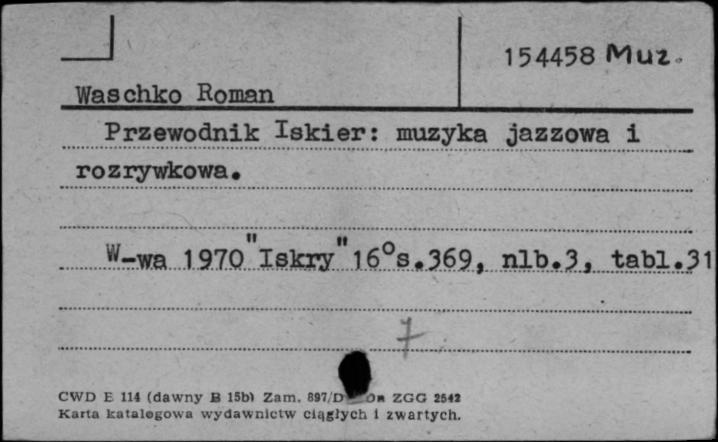 154458 Muz.
Waschko Roman
Przewodnik Iskier: muzyka jazzowa i
rozrywkowa.
W-wa 1970 "Iskry" 16° s.369, nlb.3, tabl.31
7
CWD E 114 (dawny B 15b) Zam. 897/D ZGG 2542
Karta katalogowa wydawnictw ciągłych i zwartych.